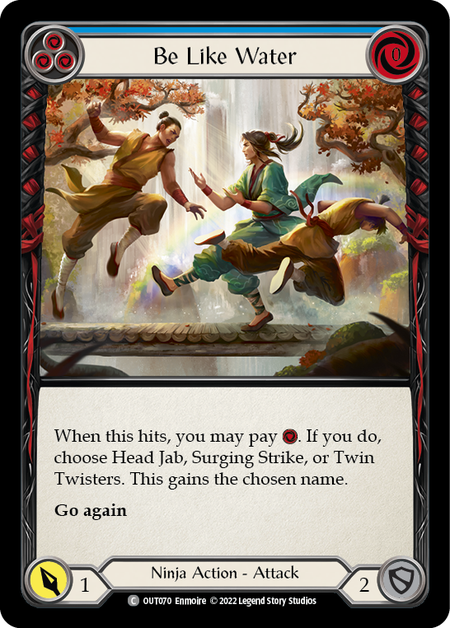 Be Like Water
0
When this hits, you may pay . If you do,
choose Head Jab, Surging Strike, or Twin
Twisters. This gains the chosen name.
Go again
1
Ninja Action - Attack
2
C OUT070 Enmoire © 2022 Legend Story Studios